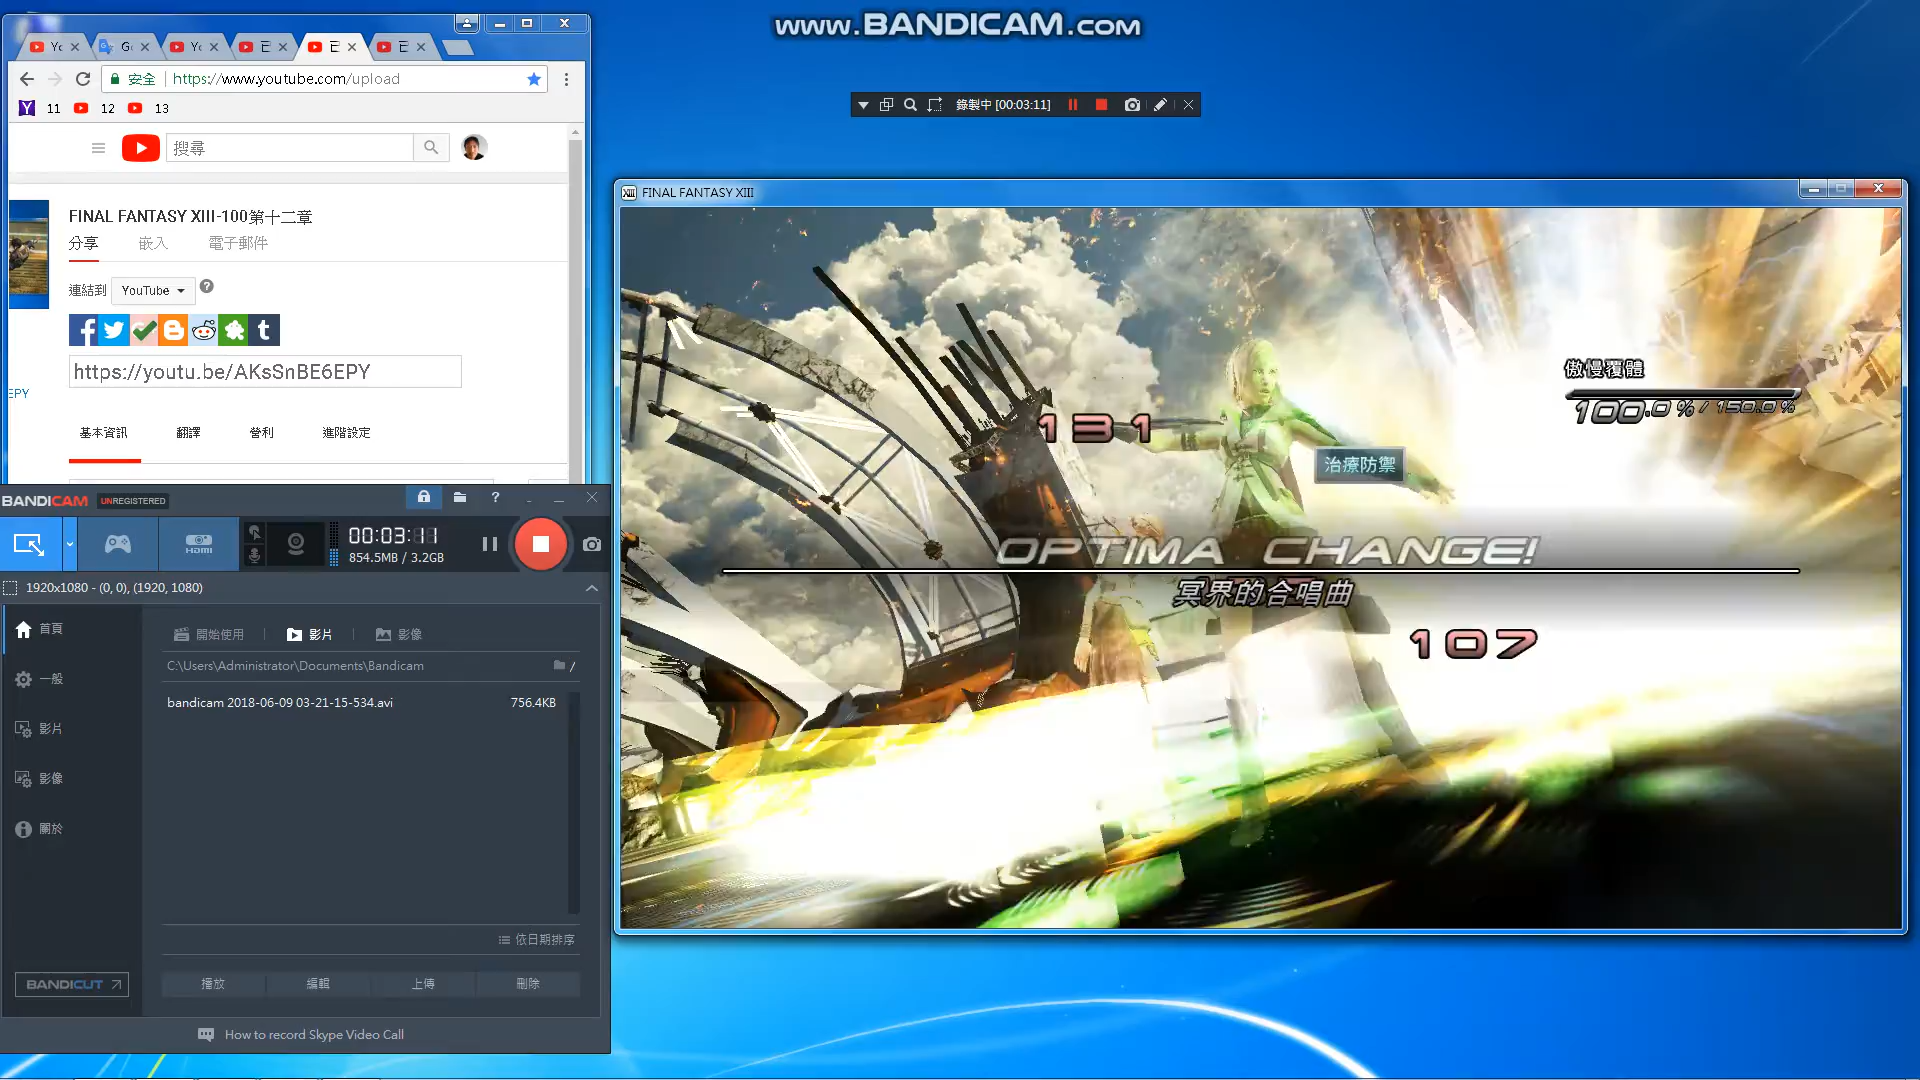 www.BANDICAM.com
安全
https://www.youtube.com/upload
11
12
13
搜尋
FINAL FANTASY XIII-100第十二章
分享
嵌入
電子郵件
連結到
YouTube
?
https://youtu.be/AKsSnBE6EPY
EPY
基本資訊
翻譯
營利
進階設定
錄製中 [00:03:11]
FINAL FANTASY XIII
傲慢覆體
100.0 % / 150.0 %
131
治療防禦
OPTIMA CHANGE!
冥界的合唱曲
107
BANDICAM
UNREGISTERED
?
HDMI
00:03:11
854.5MB / 3.2GB
1920x1080 - (0, 0), (1920, 1080)
首頁
一般
影片
影像
關於
開始使用
影片
影像
C:\Users\Administrator\Documents\Bandicam
/
bandicam 2018-06-09 03-21-15-534.avi
756.4KB
依日期排序
播放
編輯
上傳
刪除
BANDICUT
How to record Skype Video Call